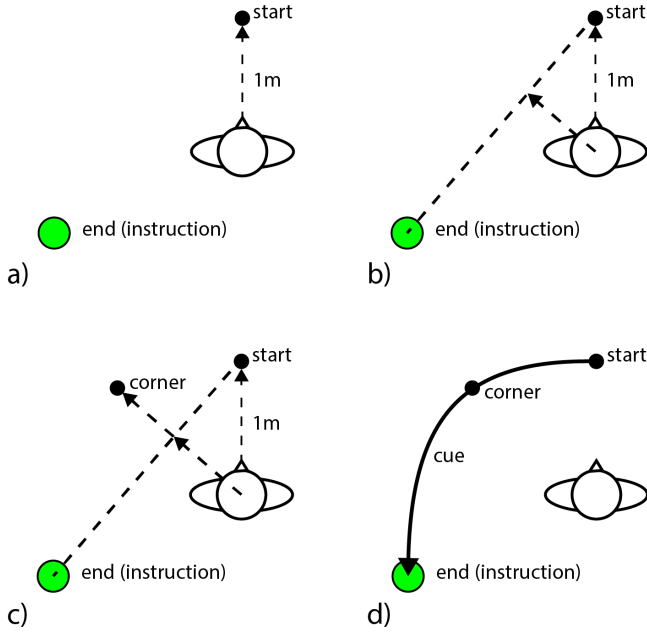 start
1m
end (instruction)
a)
start
1m
end (instruction)
b)
start
corner
1m
end (instruction)
c)
start
corner
cue
end (instruction)
d)